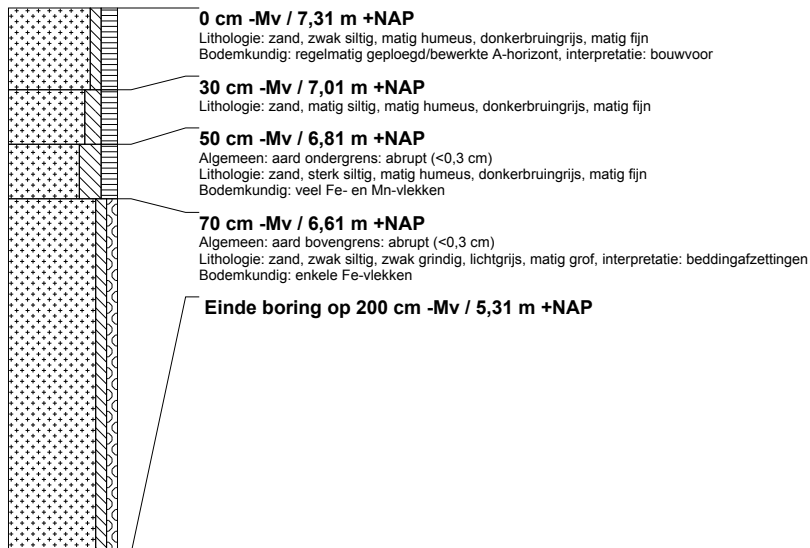 0 cm -Mv / 7,31 m +NAP
Lithologie: zand, zwak siltig, matig humeus, donkerbruingrijs, matig fijn
Bodemkundig: regelmatig geploegd/bewerkte A-horizont, interpretatie: bouwvoor
30 cm -Mv / 7,01 m +NAP
Lithologie: zand, matig siltig, matig humeus, donkerbruingrijs, matig fijn
50 cm -Mv / 6,81 m +NAP
Algemeen: aard ondergrens: abrupt (<0,3 cm)
Lithologie: zand, sterk siltig, matig humeus, donkerbruingrijs, matig fijn
Bodemkundig: veel Fe- en Mn-vlekken
70 cm -Mv / 6,61 m +NAP
Algemeen: aard bovengrens: abrupt (<0,3 cm)
Lithologie: zand, zwak siltig, zwak grindig, lichtgrijs, matig grof, interpretatie: beddingafzettingen
Bodemkundig: enkele Fe-vlekken
Einde boring op 200 cm -Mv / 5,31 m +NAP